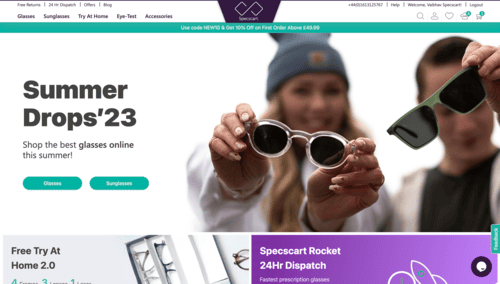 Free Returns | 24 Hr Dispatch | Offers | Blog
+44(0)1613125767 | Help | Welcome, Vaibhav Specscart! | Logout
Specscart
Glasses Sunglasses Try At Home Eye-Test Accessories
Use code NEW10 & Get 10% Off on First Order Above £49.99
Summer
Drops'23
Shop the best glasses online
this summer!
Glasses Sunglasses
Feedback
Free Try At
Home 2.0
4 Frames 3 Lenses 1 Lens
Specscart Rocket
24Hr Dispatch
Fastest prescription glasses